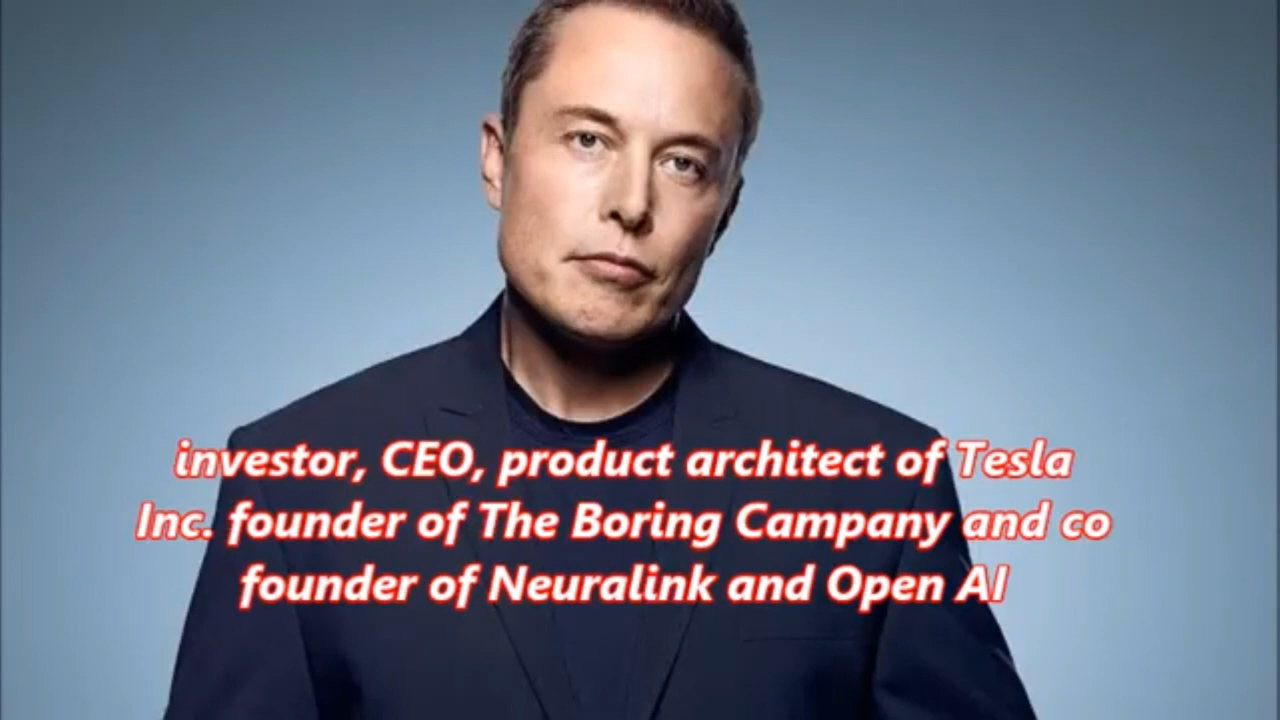 investor, CEO, product architect of Tesla
Inc. founder of The Boring Campany and co
founder of Neuralink and Open AI